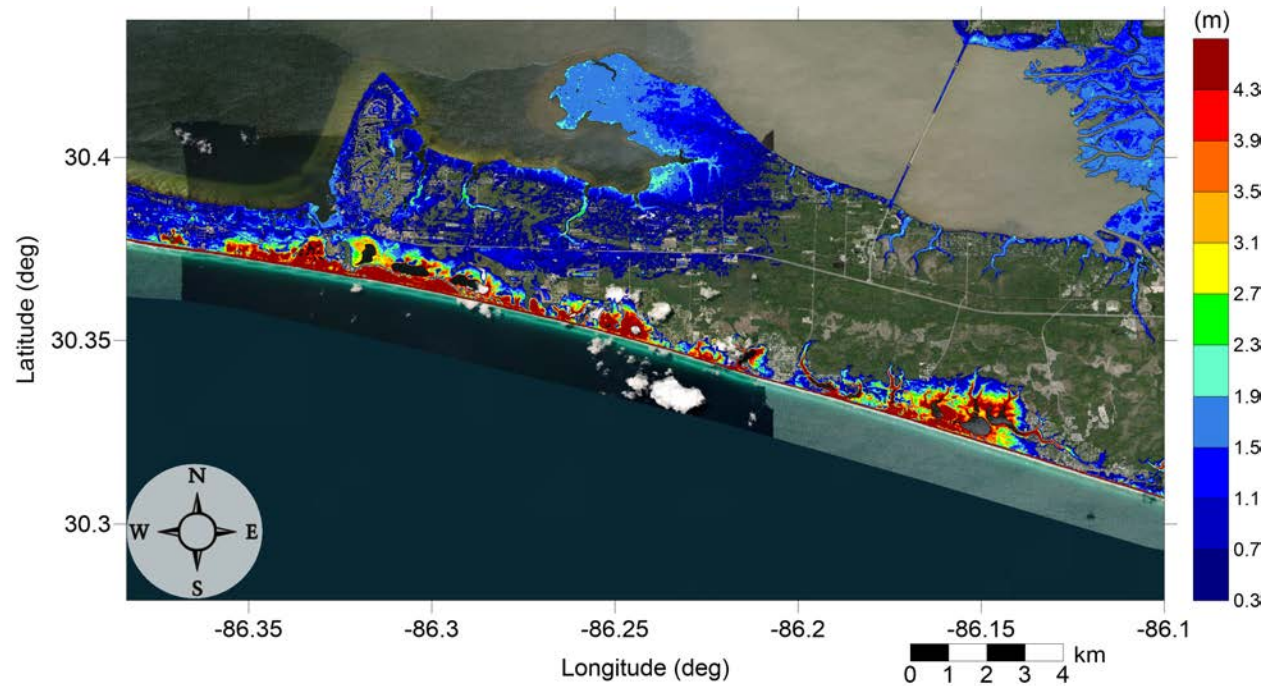 (m)
4.3
3.9
3.5
3.1
2.7
2.3
1.9
1.5
1.1
0.7
0.3
Latitude (deg)
30.4
30.35
30.3
N
W E
S
-86.35 -86.3 -86.25 -86.2 -86.15 -86.1
Longitude (deg)
km
0 1 2 3 4